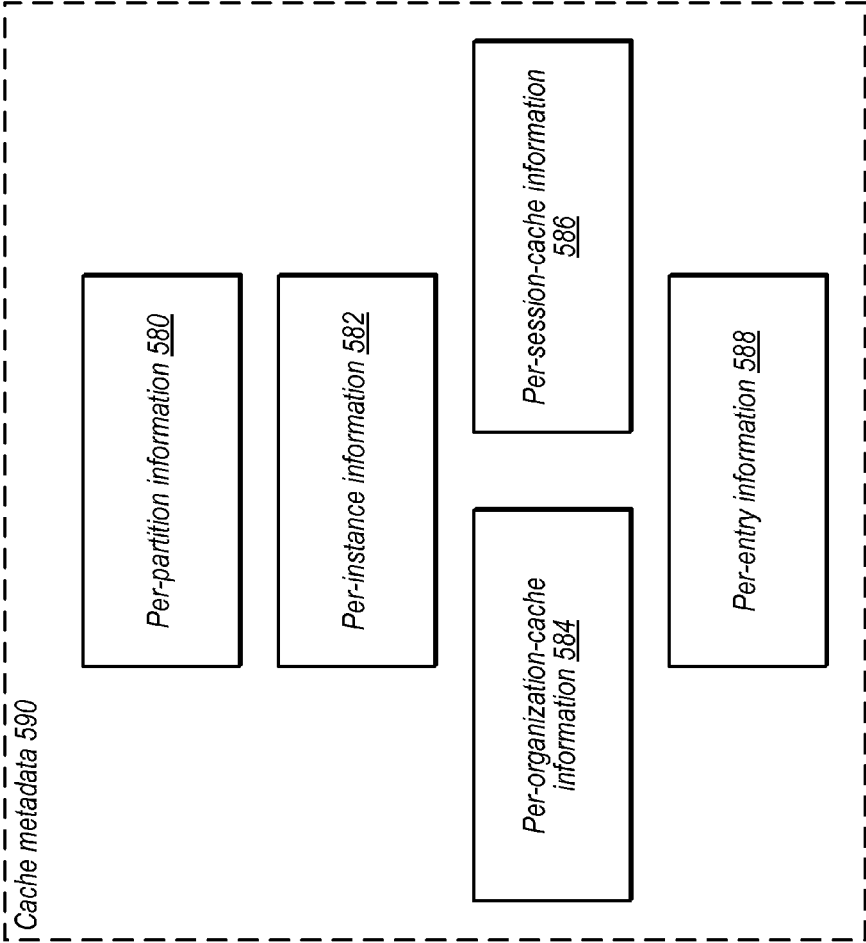 Cache metadata 590
Per-partition information 580
Per-instance information 582
Per-organization-cache
information 584
Per-session-cache information
586
Per-entry information 588